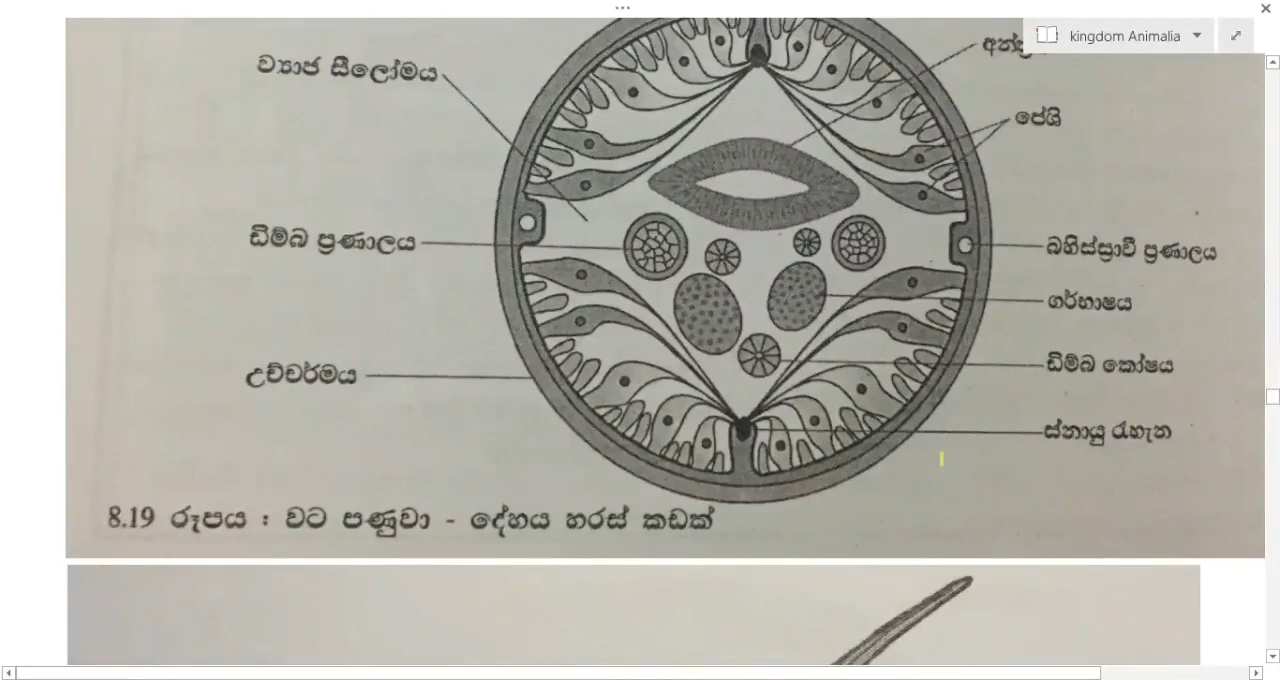 kingdom Animalia
ව්‍යාජ සීලෝමය
පේශි
ඩිම්බ ප්‍රණාලය
බහිස්ස්‍රාවී ප්‍රණාලය
ගර්භාෂය
ඩිම්බ කෝෂය
උච්චර්මය
ස්නායු රැහැන
8.19 රූපය : වට පණුවා - දේහය හරස් කඩක්